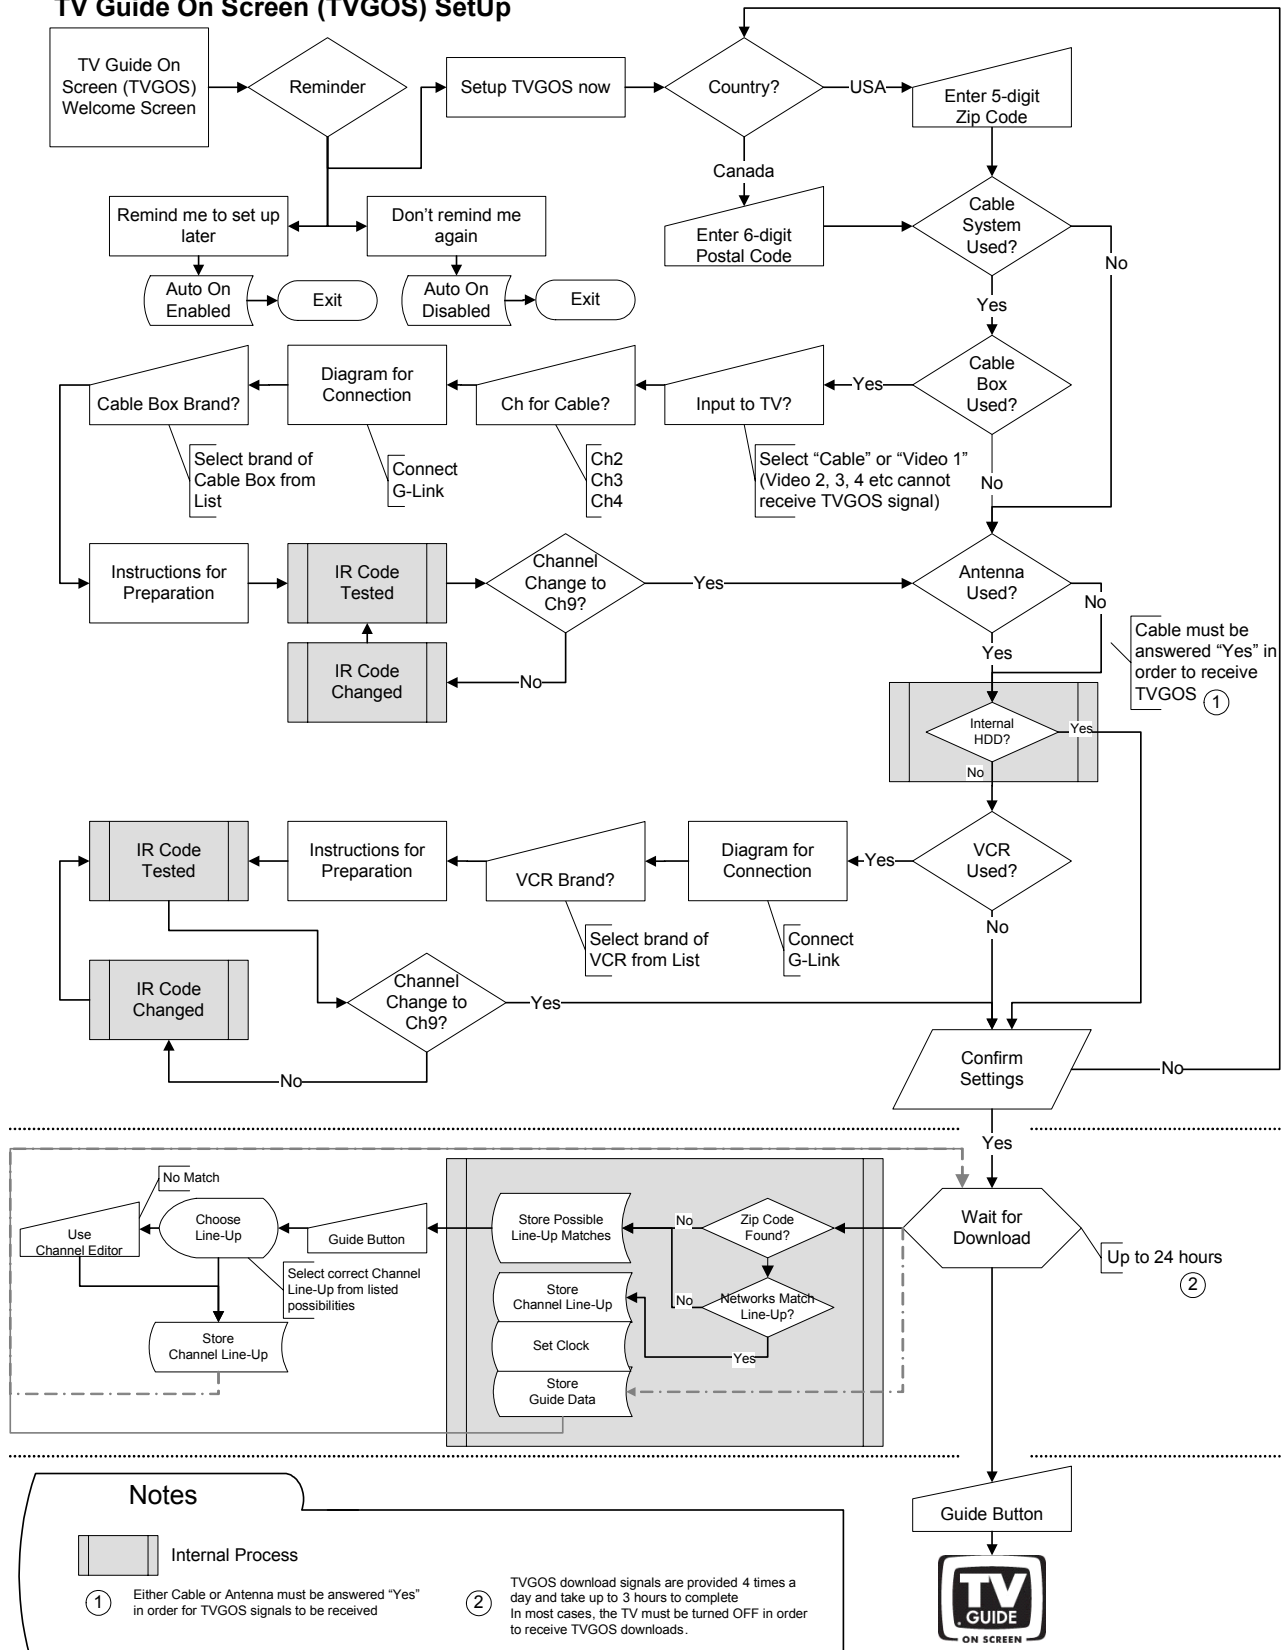 TV Guide On Screen (TVGOS) SetUp
TV Guide On
Screen (TVGOS)
Welcome Screen
Reminder
Setup TVGOS now
Country?
USA
Enter 5-digit
Zip Code
Canada
Enter 6-digit
Postal Code
Cable
System
Used?
No
Yes
Remind me to set up
later
Don't remind me
again
Auto On
Enabled
Exit
Auto On
Disabled
Exit
Cable Box Brand?
Diagram for
Connection
Ch for Cable?
Input to TV?
Yes
Cable
Box
Used?
No
Select brand of
Cable Box from
List
Connect
G-Link
Ch2
Ch3
Ch4
Select “Cable” or “Video 1”
(Video 2, 3, 4 etc cannot
receive TVGOS signal)
Instructions for
Preparation
IR Code
Tested
Channel
Change to
Ch9?
Yes
Antenna
Used?
No
Yes
IR Code
Changed
No
Cable must be
answered “Yes” in
order to receive
TVGOS 1
Internal
HDD?
Yes
No
IR Code
Tested
Instructions for
Preparation
VCR Brand?
Diagram for
Connection
Yes
VCR
Used?
No
Select brand of
VCR from List
Connect
G-Link
IR Code
Changed
Channel
Change to
Ch9?
Yes
No
Confirm
Settings
No
Yes
No Match
Use
Channel Editor
Choose
Line-Up
Guide Button
Store Possible
Line-Up Matches
No
Zip Code
Found?
Wait for
Download
Up to 24 hours
2
Select correct Channel
Line-Up from listed
possibilities
Store
Channel Line-Up
Store
Channel Line-Up
No
Networks Match
Line-Up?
Yes
Set Clock
Store
Guide Data
Guide Button
TV
GUIDE
ON SCREEN
Notes
Internal Process
1
Either Cable or Antenna must be answered “Yes”
in order for TVGOS signals to be received
2
TVGOS download signals are provided 4 times a
day and take up to 3 hours to complete
In most cases, the TV must be turned OFF in order
to receive TVGOS downloads.